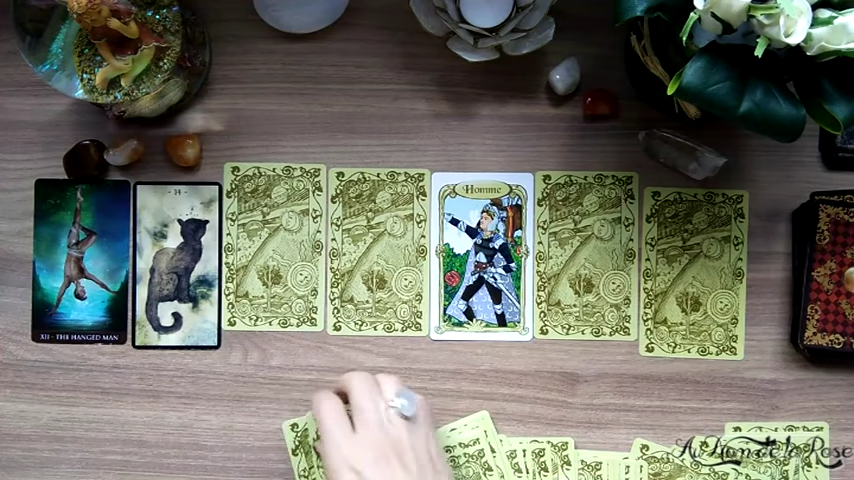 XII - THE HANGED MAN
- 14 -
Homme
Au Nom de la Rose